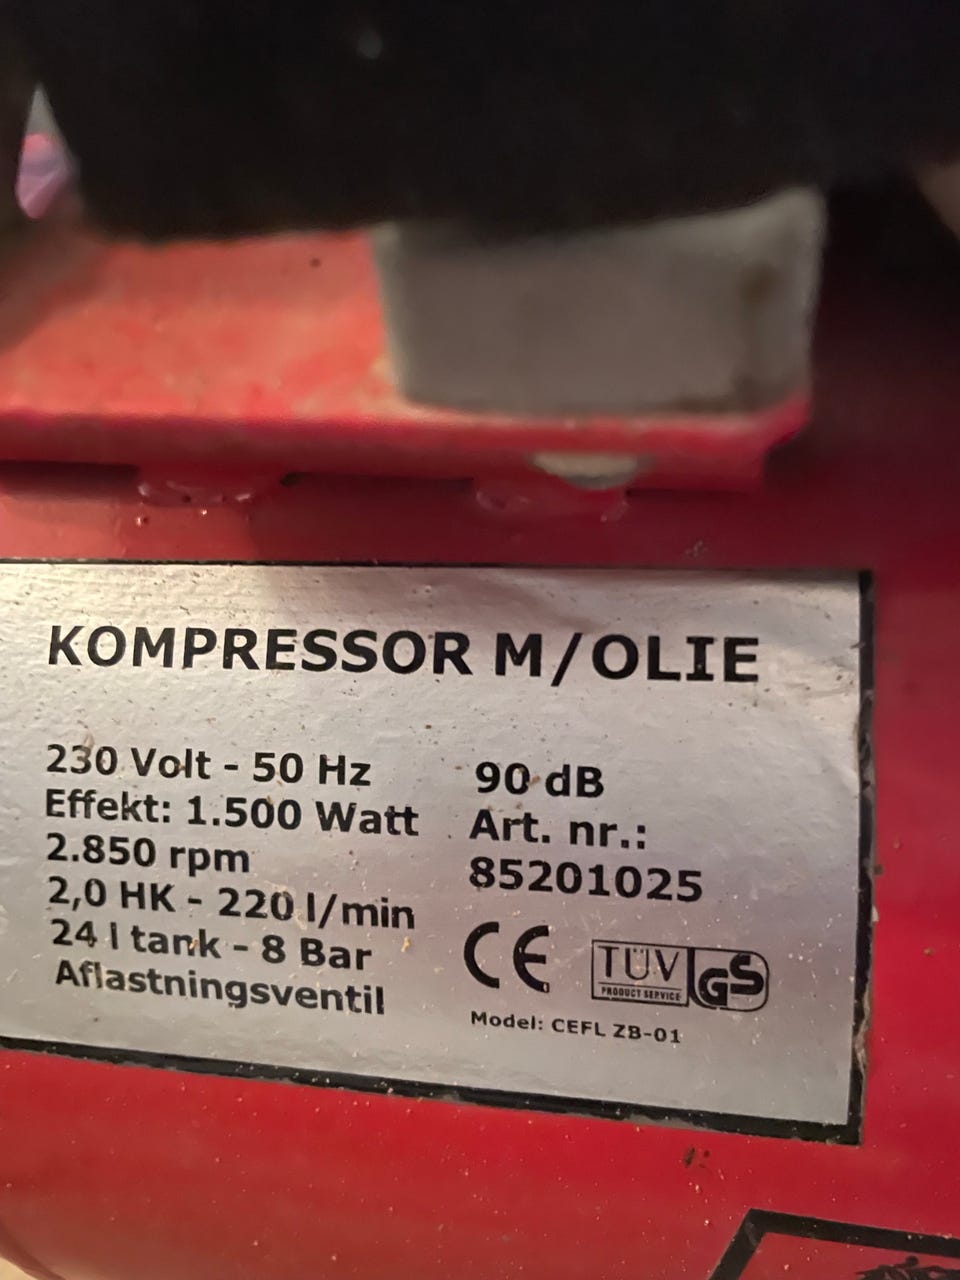 KOMPRESSOR M/OLIE
230 Volt - 50 Hz
Effekt: 1.500 Watt
2.850 rpm
2,0 HK - 220 l/min
24 l tank - 8 Bar
Aflastningsventil
90 dB
Art. nr.:
85201025
CE
TÜV
PRODUCT SERVICE
GS
Model: CEFL ZB-01